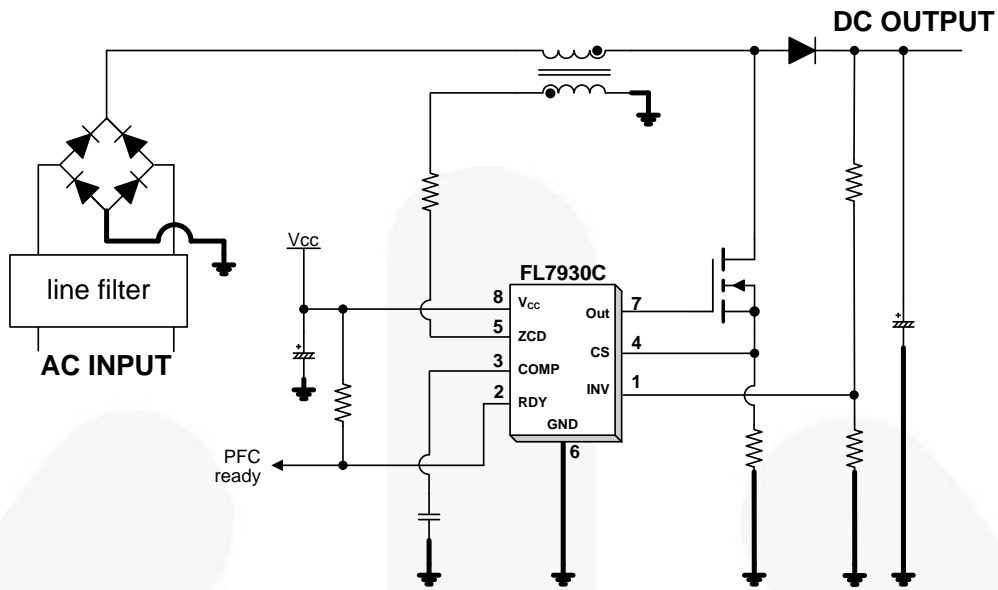 DC OUTPUT
line filter
AC INPUT
Vcc
FL7930C
8 VCC
5 ZCD
3 COMP
2 RDY
Out 7
CS 4
INV 1
GND
6
PFC
ready
+
+